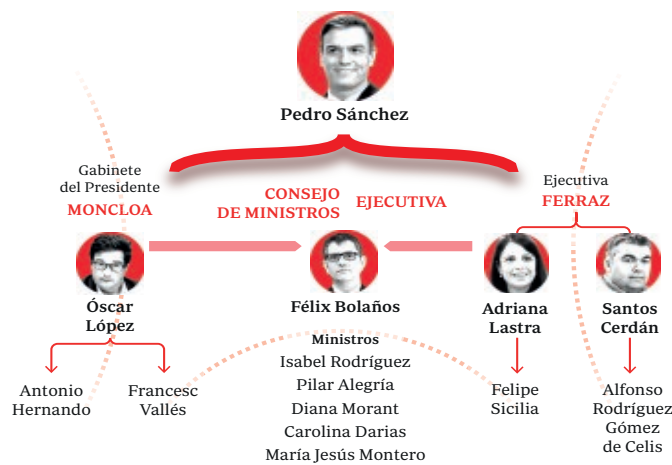 Pedro Sánchez
Gabinete
del Presidente
MONCLOA
CONSEJO
DE MINISTROS
EJECUTIVA
Ejecutiva
FERRAZ
Óscar
López
Félix Bolaños
Adriana
Lastra
Santos
Cerdán
Antonio
Hernando
Francesc
Vallés
Ministros
Isabel Rodríguez
Pilar Alegría
Diana Morant
Carolina Darias
María Jesús Montero
Felipe
Sicilia
Alfonso
Rodríguez
Gómez
de Celis